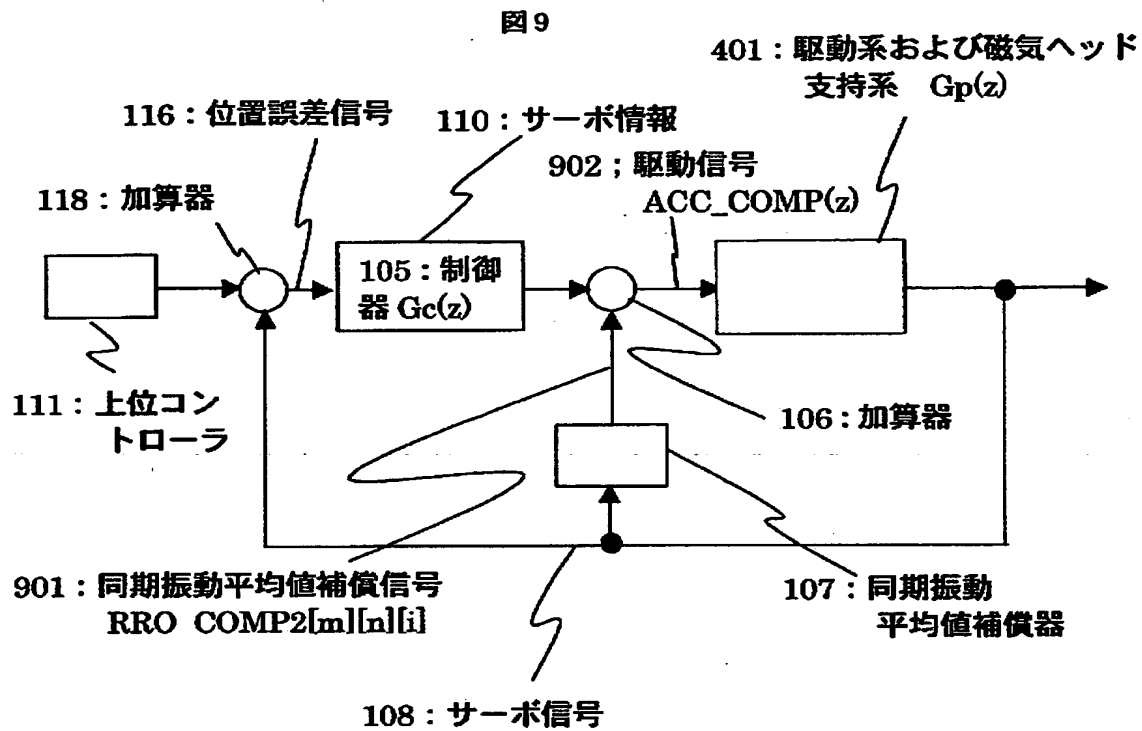 図9
401：駆動系および磁気ヘッド
支持系 Gp(z)
116：位置誤差信号
110：サーボ情報
902；駆動信号
ACC_COMP(z)
118：加算器
105：制御
器 Gc(z)
111：上位コン
トローラ
106：加算器
901：同期振動平均値補償信号
RRO COMP2[m][n][i]
107：同期振動
平均値補償器
108：サーボ信号